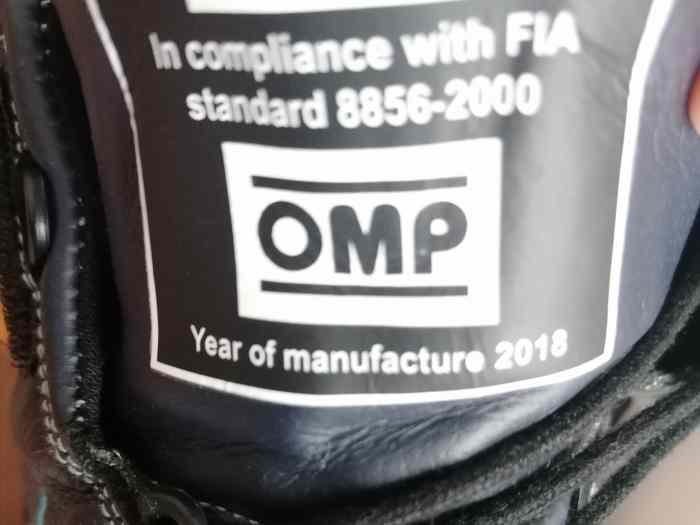 In compliance with FIA
standard 8856-2000
OMP
Year of manufacture 2018